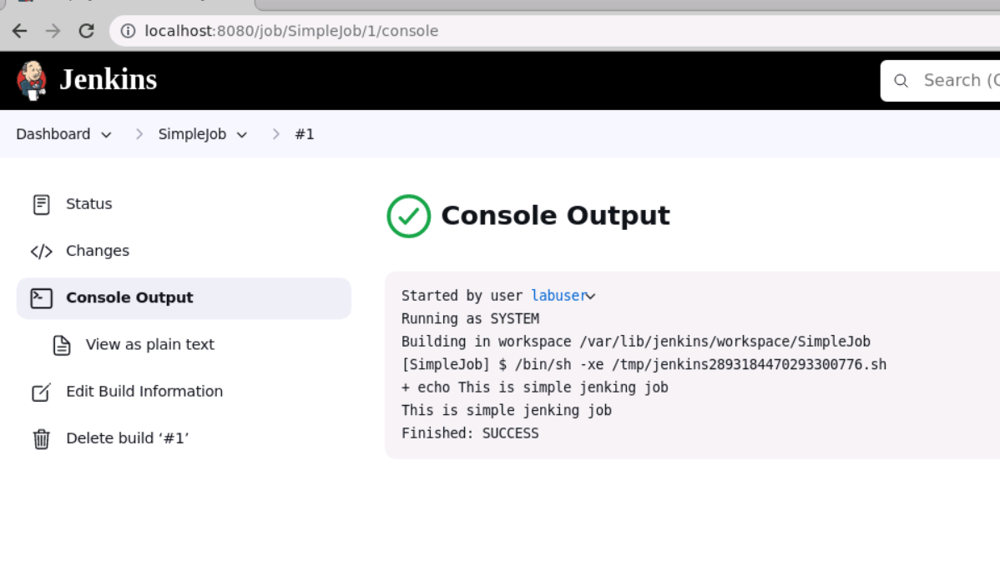 localhost:8080/job/SimpleJob/1/console
Jenkins
Search (
Dashboard
SimpleJob
#1
Status
Changes
Console Output
View as plain text
Edit Build Information
Delete build ‘#1’
Console Output
Started by user labuser
Running as SYSTEM
Building in workspace /var/lib/jenkins/workspace/SimpleJob
[SimpleJob] $ /bin/sh -xe /tmp/jenkins2893184470293300776.sh
+ echo This is simple jenking job
This is simple jenking job
Finished: SUCCESS